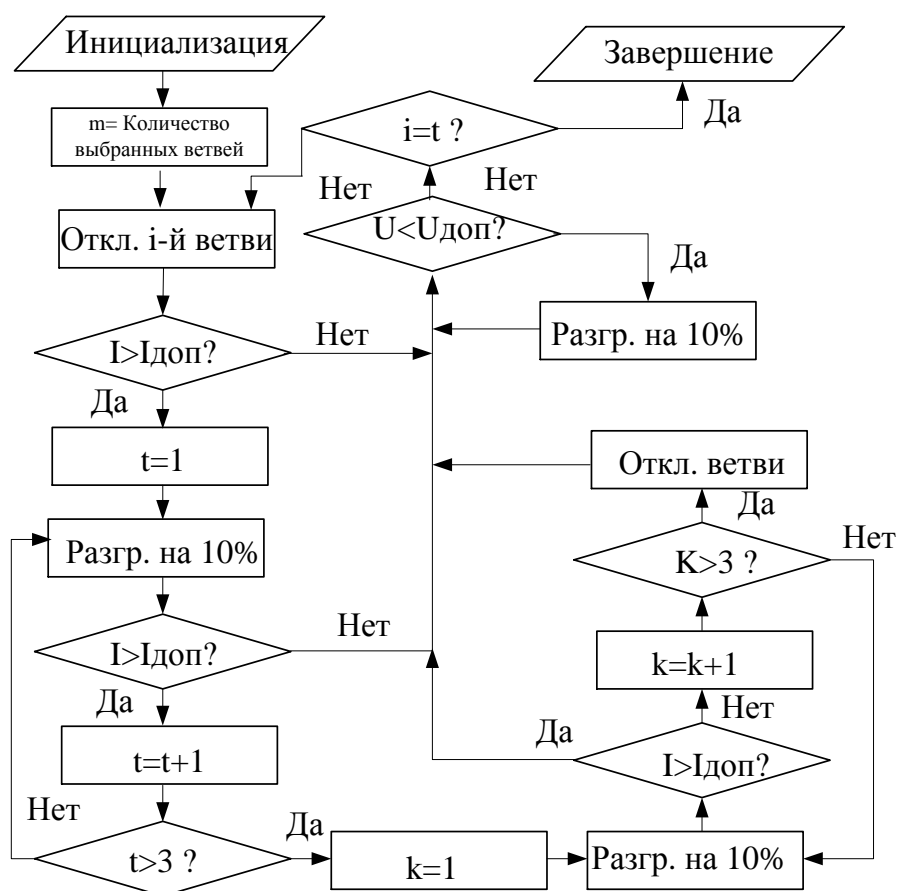 Инициализация
Завершение
Да
m= Количество
выбранных ветвей
i=t ?
Нет
Нет
Откл. i-й ветви
U<Uдоп?
Да
Разгр. на 10%
I>Iдоп?
Нет
Да
t=1
Откл. ветви
Да
Разгр. на 10%
K>3 ?
Нет
I>Iдоп?
Нет
k=k+1
Да
Нет
t=t+1
Да
I>Iдоп?
Нет
t>3 ?
Да
k=1
Разгр. на 10%